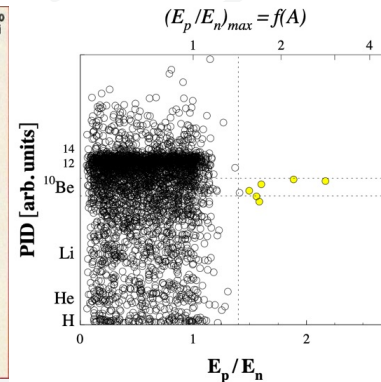 (Ep/En)max = f(A)
1 2 4
PID [arb. units]
14
12
10Be
Li
He
H
0 1 2
Ep/En